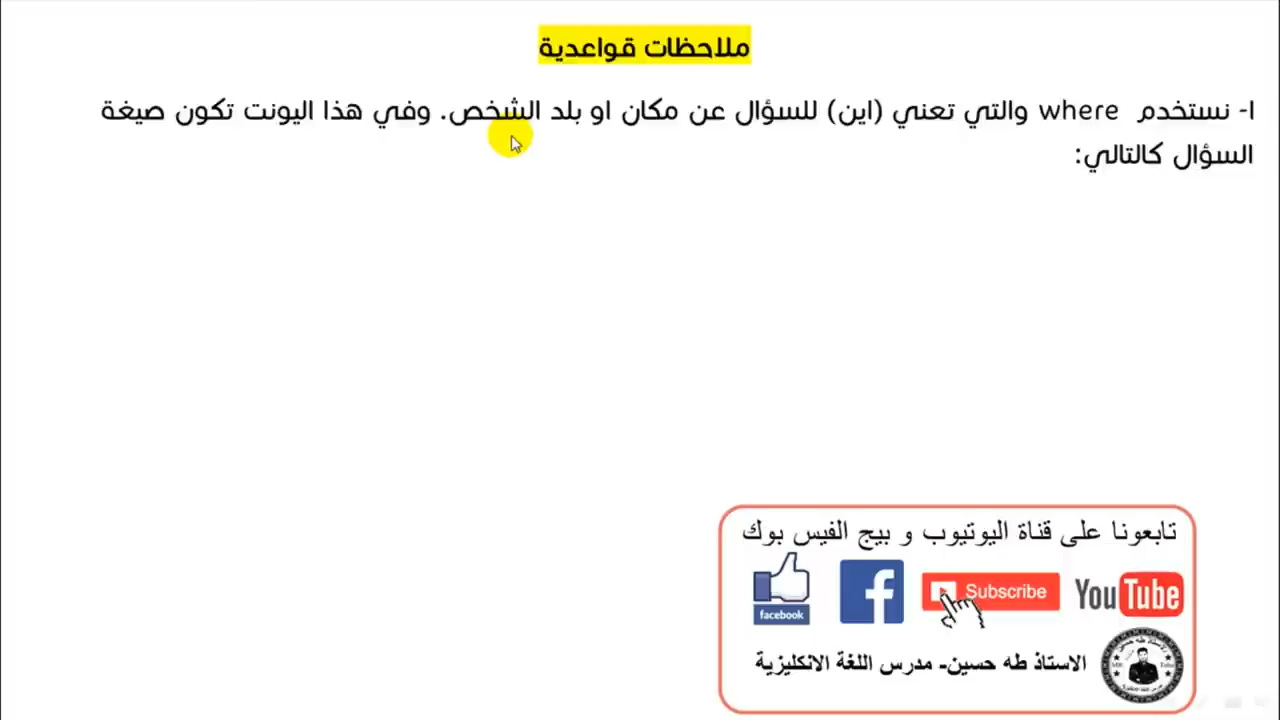 ملاحظات قواعدية
١- نستخدم where والتي تعني (اين) للسؤال عن مكان او بلد الشخص. وفي هذا اليونت تكون صيغة
السؤال كالتالي:
تابعونا على قناة اليوتيوب و بيج الفيس بوك
facebook
Subscribe
YouTube
الاستاذ طه حسين- مدرس اللغة الانكليزية